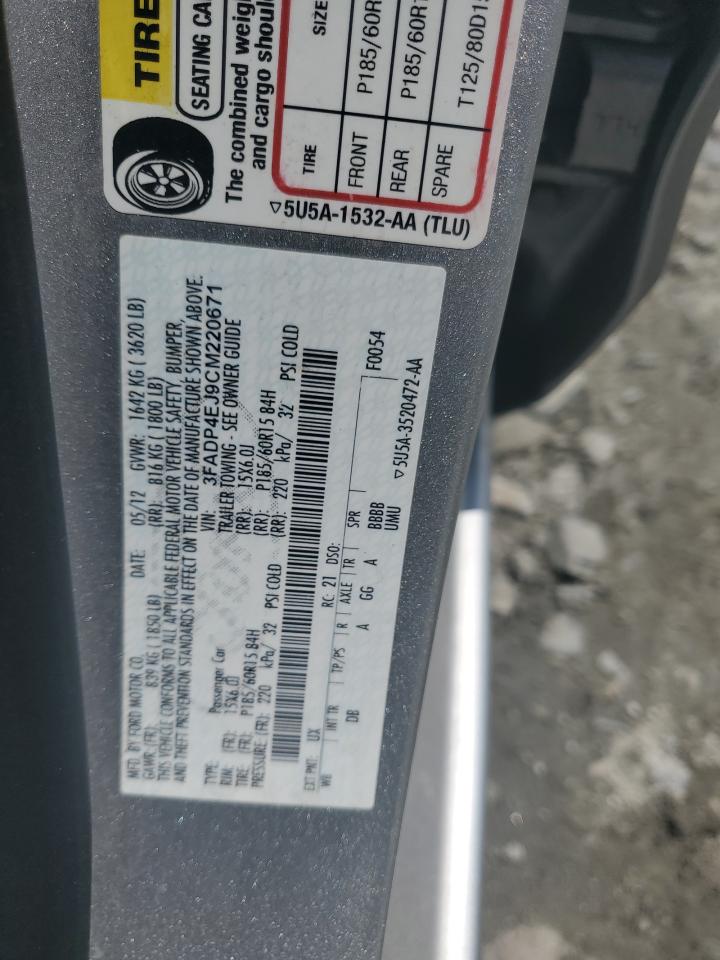 TIRE
SEATING CA
The combined weigh
and cargo shoul
TIRE SIZE
FRONT P185/60R1
REAR P185/60R1
SPARE T125/80D15
5U5A-1532-AA (TLU)
MFD. BY FORD MOTOR CO. DATE: 05/12 GVWR: 1642 KG ( 3620 LB)
GAWR: (FR): 839 KG ( 1850 LB) (RR): 816 KG ( 1800 LB)
THIS VEHICLE CONFORMS TO ALL APPLICABLE FEDERAL MOTOR VEHICLE SAFETY, BUMPER,
AND THEFT PREVENTION STANDARDS IN EFFECT ON THE DATE OF MANUFACTURE SHOWN ABOVE.
VIN: 3FADP4EJ9CM220671
TYPE: Passenger Car TRAILER TOWING - SEE OWNER GUIDE
RIM: (FR): 15X6.0J (RR): 15X6.0J
TIRE: (FR): P185/60R15 84H (RR): P185/60R15 84H
PRESSURE: (FR): 220 kPa/ 32 PSI COLD (RR): 220 kPa/ 32 PSI COLD
EXT PNT: UX RC: 21 DSO: F0054
WB INT TR TP/PS R AXLE TR SPR
DB A GG A BBBB
UMU
5U5A-3520472-AA